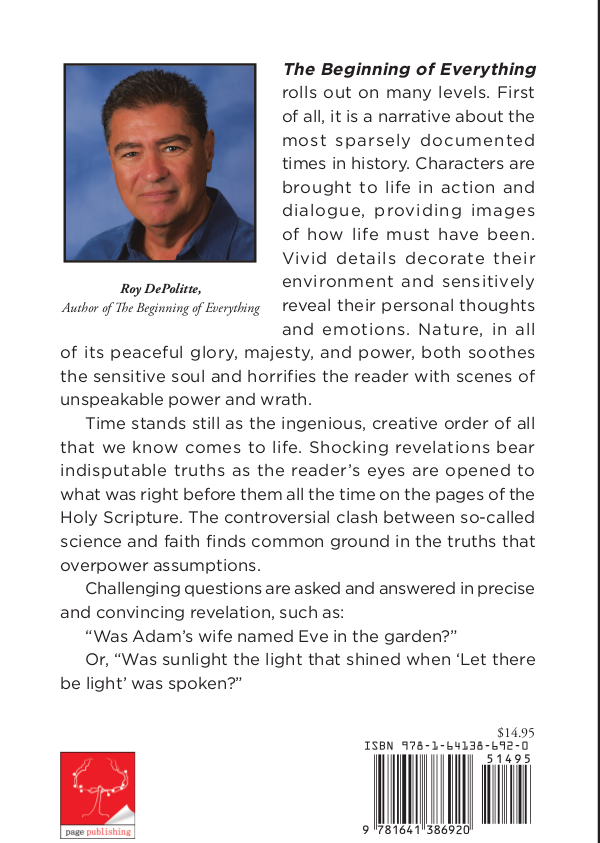 The Beginning of Everything
rolls out on many levels. First
of all, it is a narrative about the
most sparsely documented
times in history. Characters are
brought to life in action and
dialogue, providing images
of how life must have been.
Vivid details decorate their
environment and sensitively
reveal their personal thoughts
and emotions. Nature, in all
Roy DePolitte,
Author of The Beginning of Everything
of its peaceful glory, majesty, and power, both soothes
the sensitive soul and horrifies the reader with scenes of
unspeakable power and wrath.
Time stands still as the ingenious, creative order of all
that we know comes to life. Shocking revelations bear
indisputable truths as the reader's eyes are opened to
what was right before them all the time on the pages of the
Holy Scripture. The controversial clash between so-called
science and faith finds common ground in the truths that
overpower assumptions.
Challenging questions are asked and answered in precise
and convincing revelation, such as:
“Was Adam's wife named Eve in the garden?”
Or, “Was sunlight the light that shined when ‘Let there
be light’ was spoken?”
$14.95
ISBN 978-1-64138-692-0
51495
9 781641 386920
page publishing